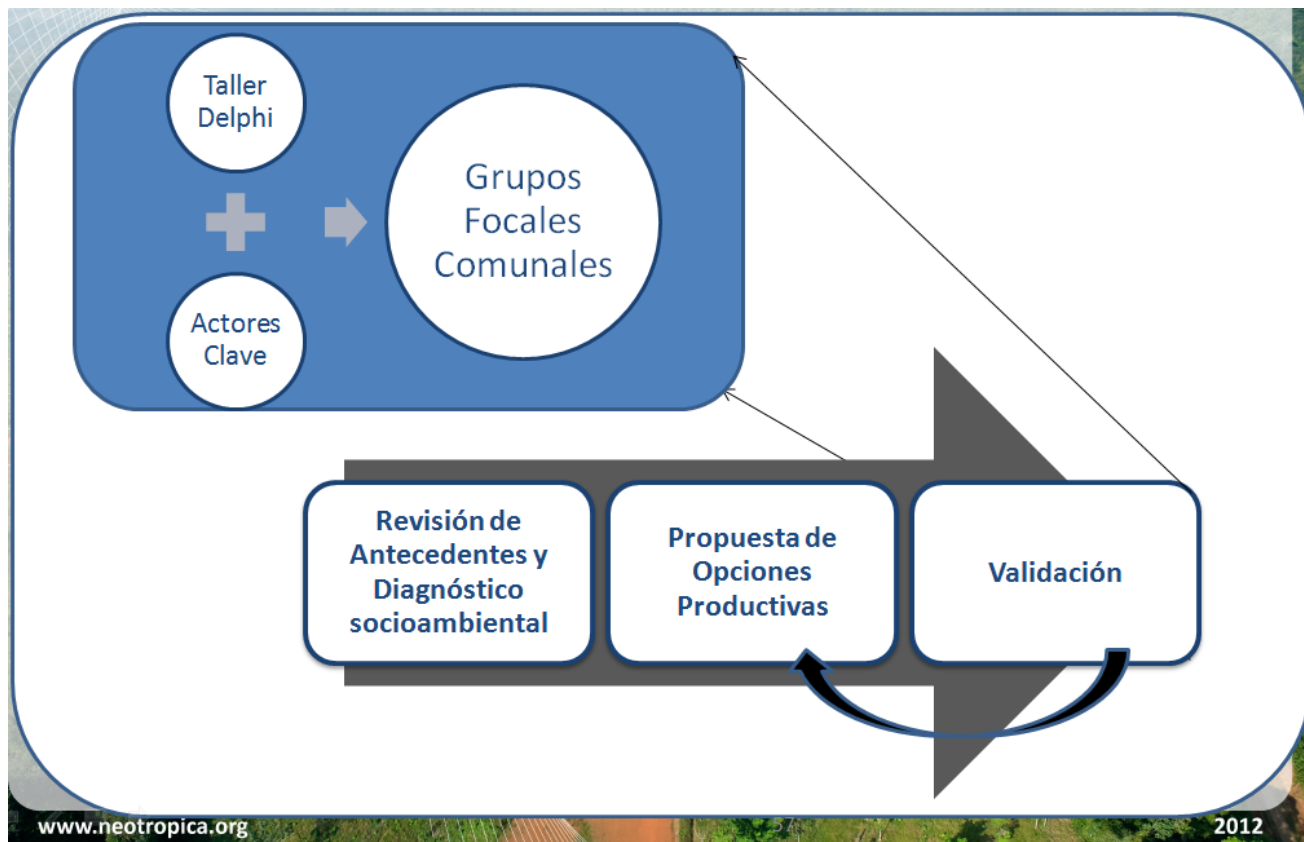 Taller
Delphi
Grupos
Focales
Comunales
Actores
Clave
Revisión de
Antecedentes y
Diagnóstico
socioambiental
Propuesta de
Opciones
Productivas
Validación
www.neotropica.org
2012